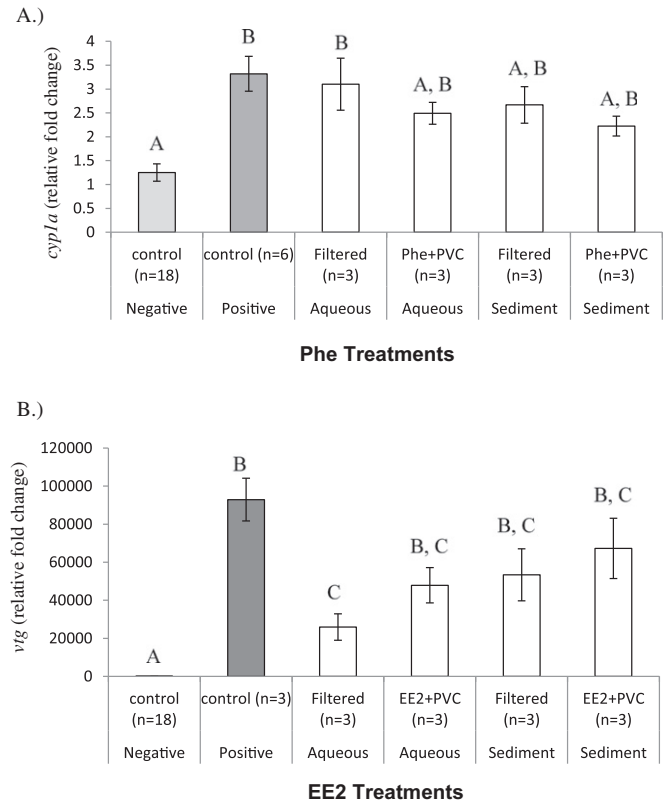 A.)
cyp1a (relative fold change)
4
3.5
3
2.5
2
1.5
1
0.5
0
A
B
B
A, B
A, B
A, B
control (n=6) Filtered Phe+PVC Filtered Phe+PVC
control
(n=18) (n=3) (n=3) (n=3) (n=3)
Negative Positive Aqueous Aqueous Sediment Sediment
Phe Treatments
B.)
vtg (relative fold change)
120000
100000
80000
60000
40000
20000
0
A
B
C
B, C
B, C
B, C
control control (n=3) Filtered EE2+PVC Filtered EE2+PVC
(n=18) (n=3) (n=3) (n=3) (n=3)
Negative Positive Aqueous Aqueous Sediment Sediment
EE2 Treatments